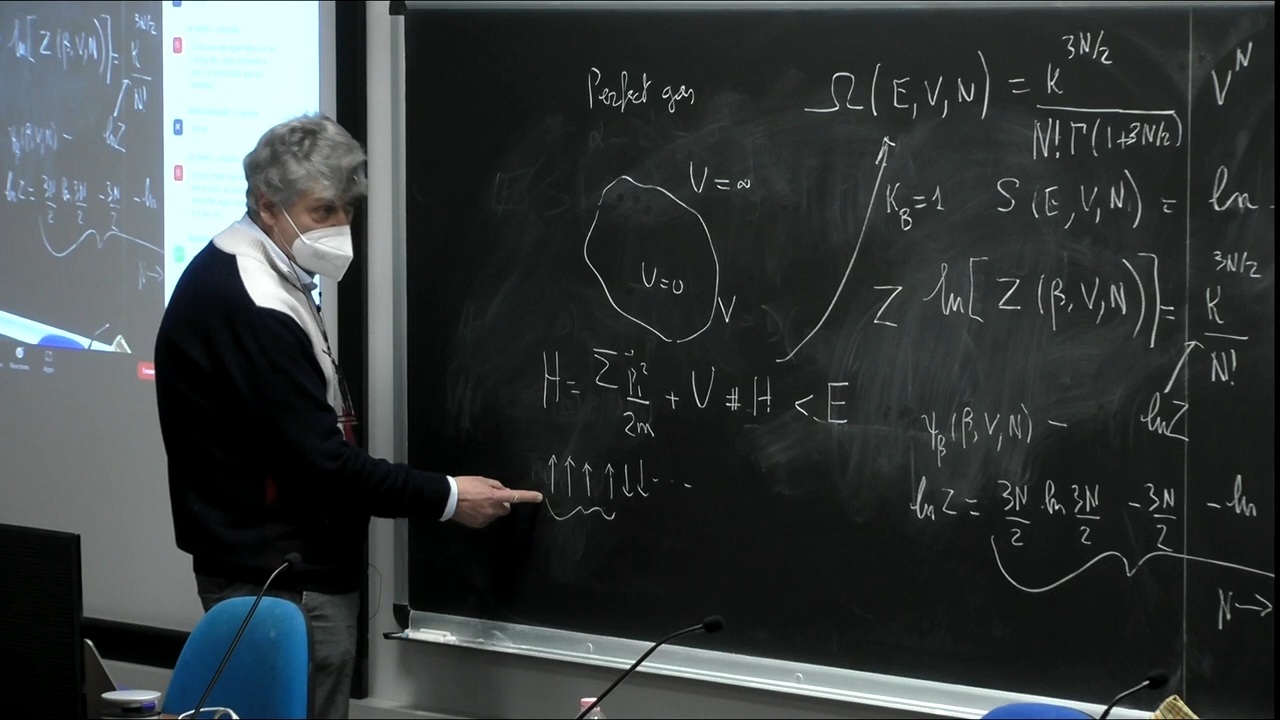 Perfect gas
Ω(E,V,N) = K^{3N/2} / N! Γ(1+3N/2) V^N
V=∞
V=0
V
K_B=1 S(E,V,N) = ln
Z ln[Z(β,V,N)] = K^{3N/2} / N!
H = Σ p_i^2 / 2m + V # H < E
ψ_β(β,V,N) - ln Z
↑↑↑↑↓↓...
ln Z = 3N/2 · ln 3N/2 - 3N/2 - ln
N→
ln[Z(β,V,N)] = K^{3N/2} / N!
(β,V,N) - ln Z
ln Z = 3N/2 ln 3N/2 - 3N/2 - ln
N→